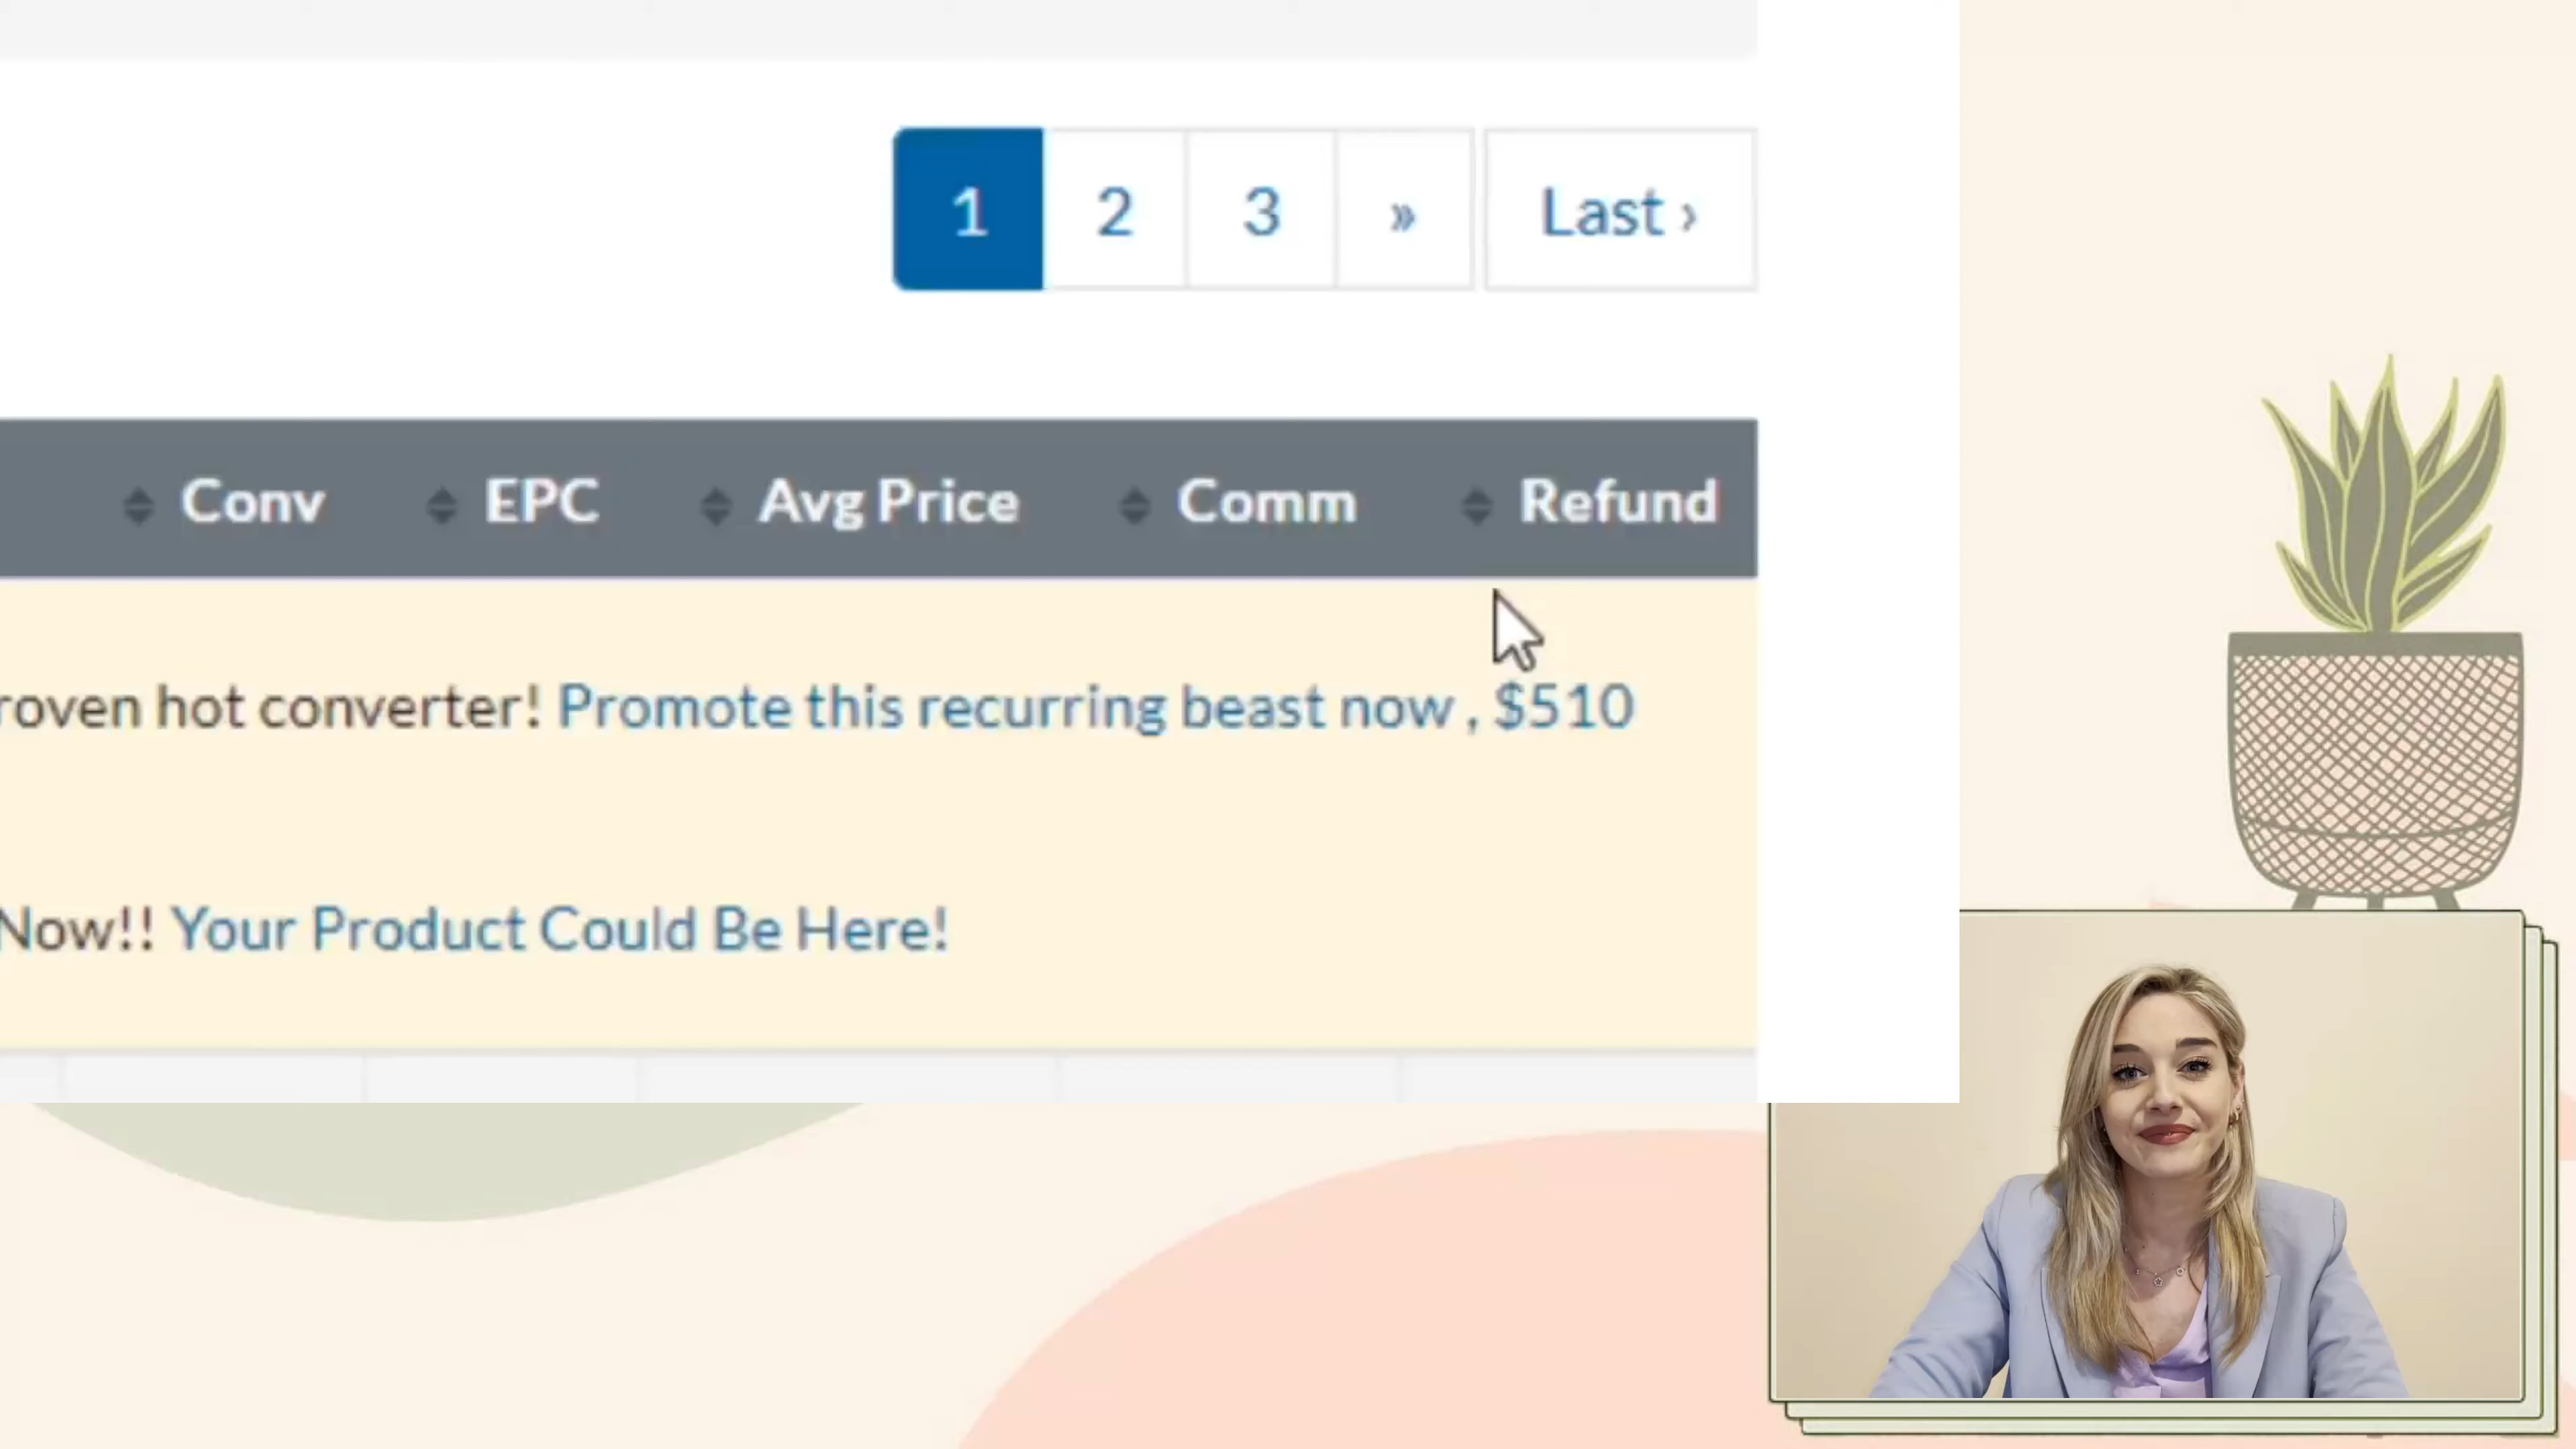 1 2 3 » Last ›
Conv EPC Avg Price Comm Refund
hot converter! Promote this recurring beast now , $510
Now!! Your Product Could Be Here!